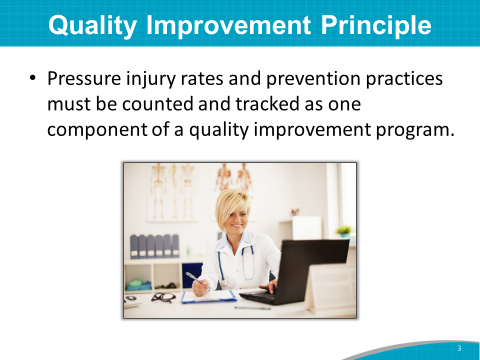 Quality Improvement Principle
• Pressure injury rates and prevention practices
must be counted and tracked as one
component of a quality improvement program.
3